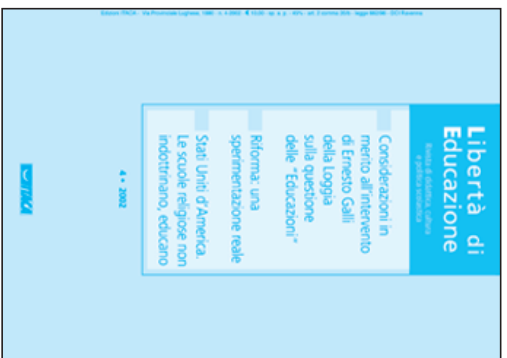 Libertà di
Educazione
Rivista di didattica, cultura
e politica scolastica
Considerazioni in
merito all'intervento
di Ernesto Galli
della Loggia
sulla questione
delle "Educazioni"
Riforma: una
sperimentazione reale
Stati Uniti d'America.
Le scuole religiose non
indottrinano, educano
4 • 2002